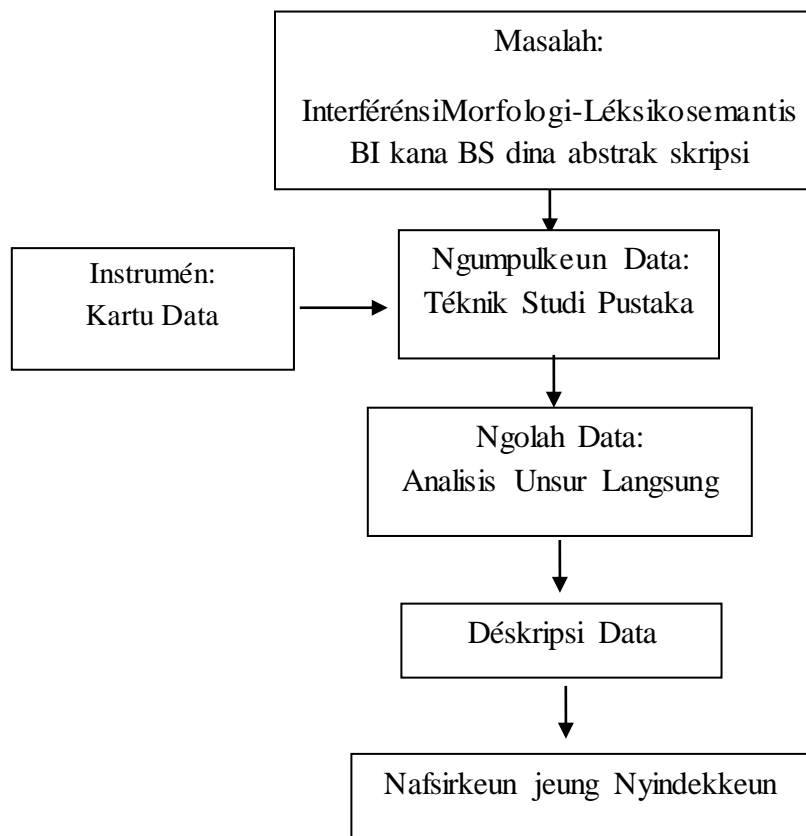 Masalah:
InterférénsiMorfologi-Léksikosemantis
BI kana BS dina abstrak skripsi
Instrumén:
Kartu Data
Ngumpulkeun Data:
Téknik Studi Pustaka
Ngolah Data:
Analisis Unsur Langsung
Déskripsi Data
Nafsirkeun jeung Nyindekkeun